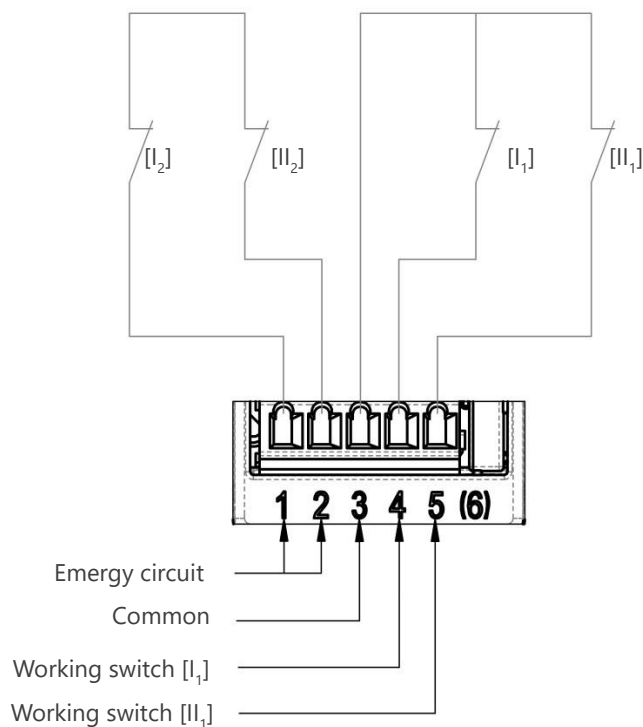 [I₂] [II₂] [I₁] [II₁]
1 2 3 4 5 (6)
Emergy circuit
Common
Working switch [I₁]
Working switch [II₁]